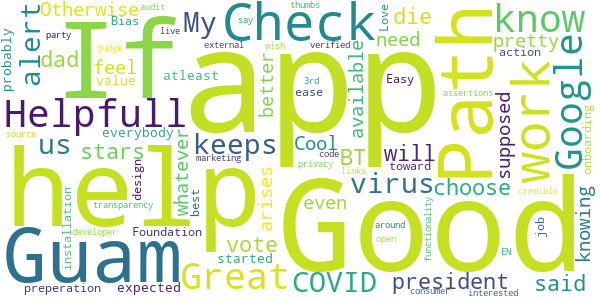 probably
Otherwise
Bias
audit
say
thumbs
Love
My
Check
know
party
judge
live
external
wish
verified
alert
If
dad
feel
value
atleast
app
3rd
Easy
ease
better
available
need
die
pretty
action
Path
assertions
work
supposed
Google
onboarding
Helpfull
us
keeps
everybody
stars
whatever
Cool
privacy
code
BT
will
toward
marketing
links
source
help
design
best
arises
Good
even
virus
choose
credible
knowing
Guam
installation
transparency
developer
Foundation
preparation
expected
Great
vote
started
around
open
COVID
president
consumer
functionality
EN
interested
job
said